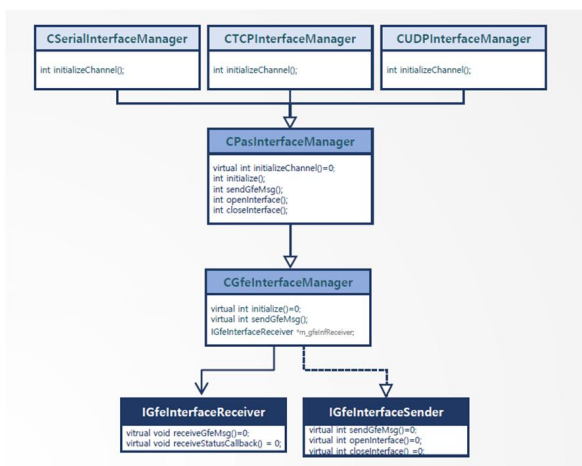 CSerialInterfaceManager
int initializeChannel();
CTCPInterfaceManager
int initializeChannel();
CUDPInterfaceManager
int initializeChannel();
CPasInterfaceManager
virtual int initializeChannel()=0;
int initialize();
int sendGfeMsg();
int openInterface();
int closeInterface();
CGfeInterfaceManager
virtual int initialize()=0;
virtual int sendGfeMsg();
IGfeInterfaceReceiver *m_gfeInfReceiver;
IGfeInterfaceReceiver
vitrual void receiveGfeMsg()=0;
virtual void receiveStatusCallback() = 0;
IGfeInterfaceSender
virtual int sendGfeMsg()=0;
virtual int openInterface()=0;
virtual int closeInterface() =0;